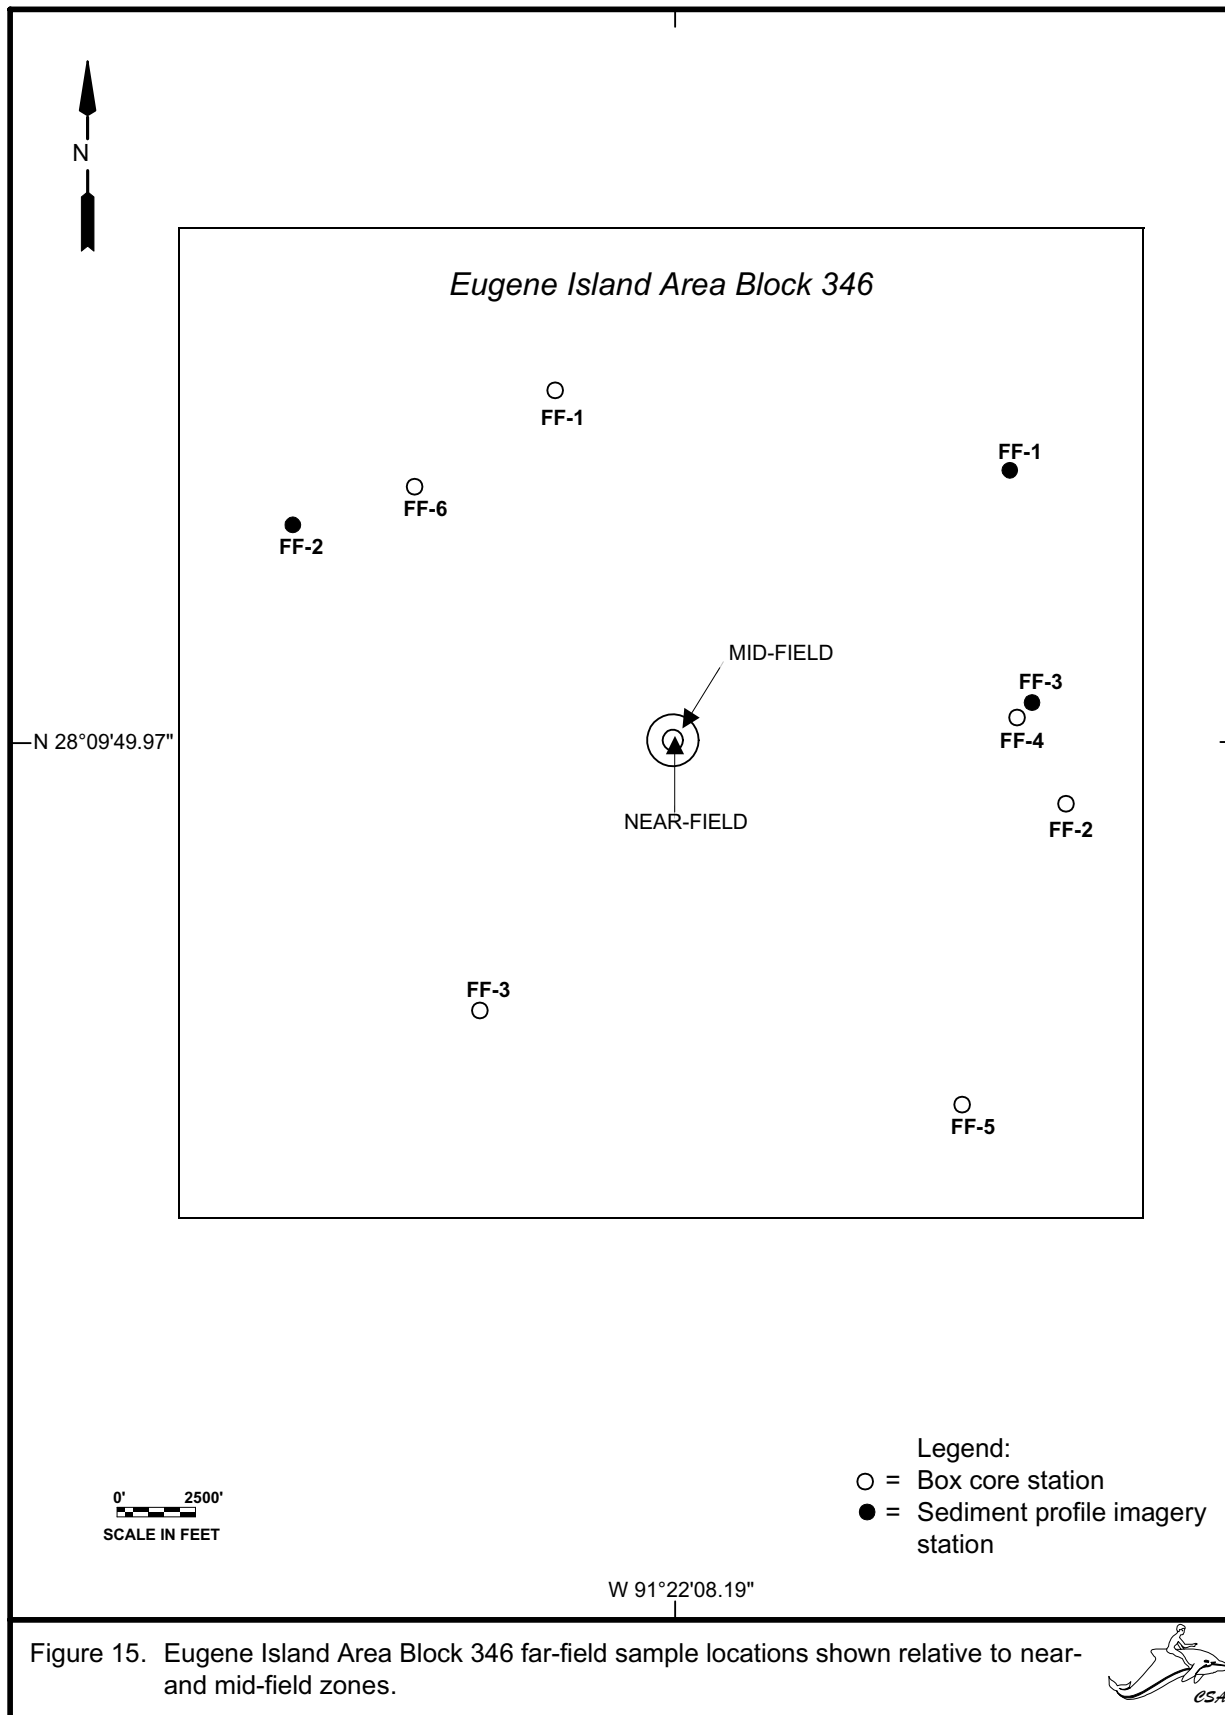 N
Eugene Island Area Block 346
FF-1
FF-1
FF-6
FF-2
MID-FIELD
FF-3
FF-4
N 28°09'49.97"
FF-2
NEAR-FIELD
FF-3
FF-5
Legend:
= Box core station
= Sediment profile imagery
station
0' 2500'
SCALE IN FEET
W 91°22'08.19"
Figure 15. Eugene Island Area Block 346 far-field sample locations shown relative to near-
and mid-field zones.
CSA